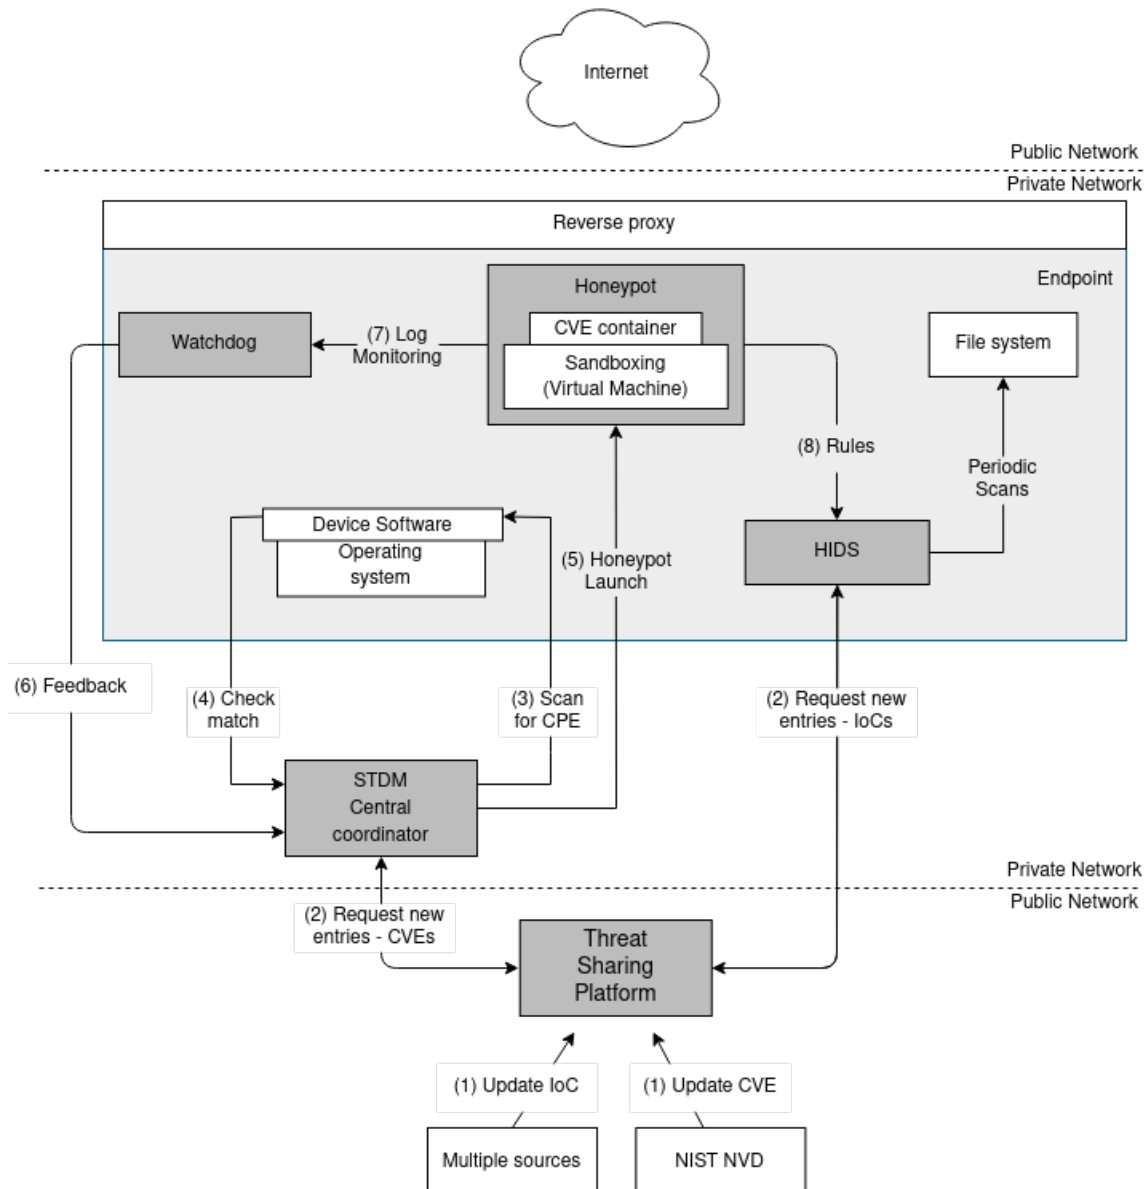 Internet
Public Network
Private Network
Reverse proxy
Endpoint
Honeypot
CVE container
Sandboxing
(Virtual Machine)
Watchdog
(7) Log
Monitoring
File system
(8) Rules
Periodic
Scans
Device Software
Operating
system
(5) Honeypot
Launch
HIDS
(6) Feedback
(4) Check
match
(3) Scan
for CPE
(2) Request new
entries - IoCs
STDM
Central
coordinator
Private Network
Public Network
(2) Request new
entries - CVEs
Threat
Sharing
Platform
(1) Update IoC
(1) Update CVE
Multiple sources
NIST NVD